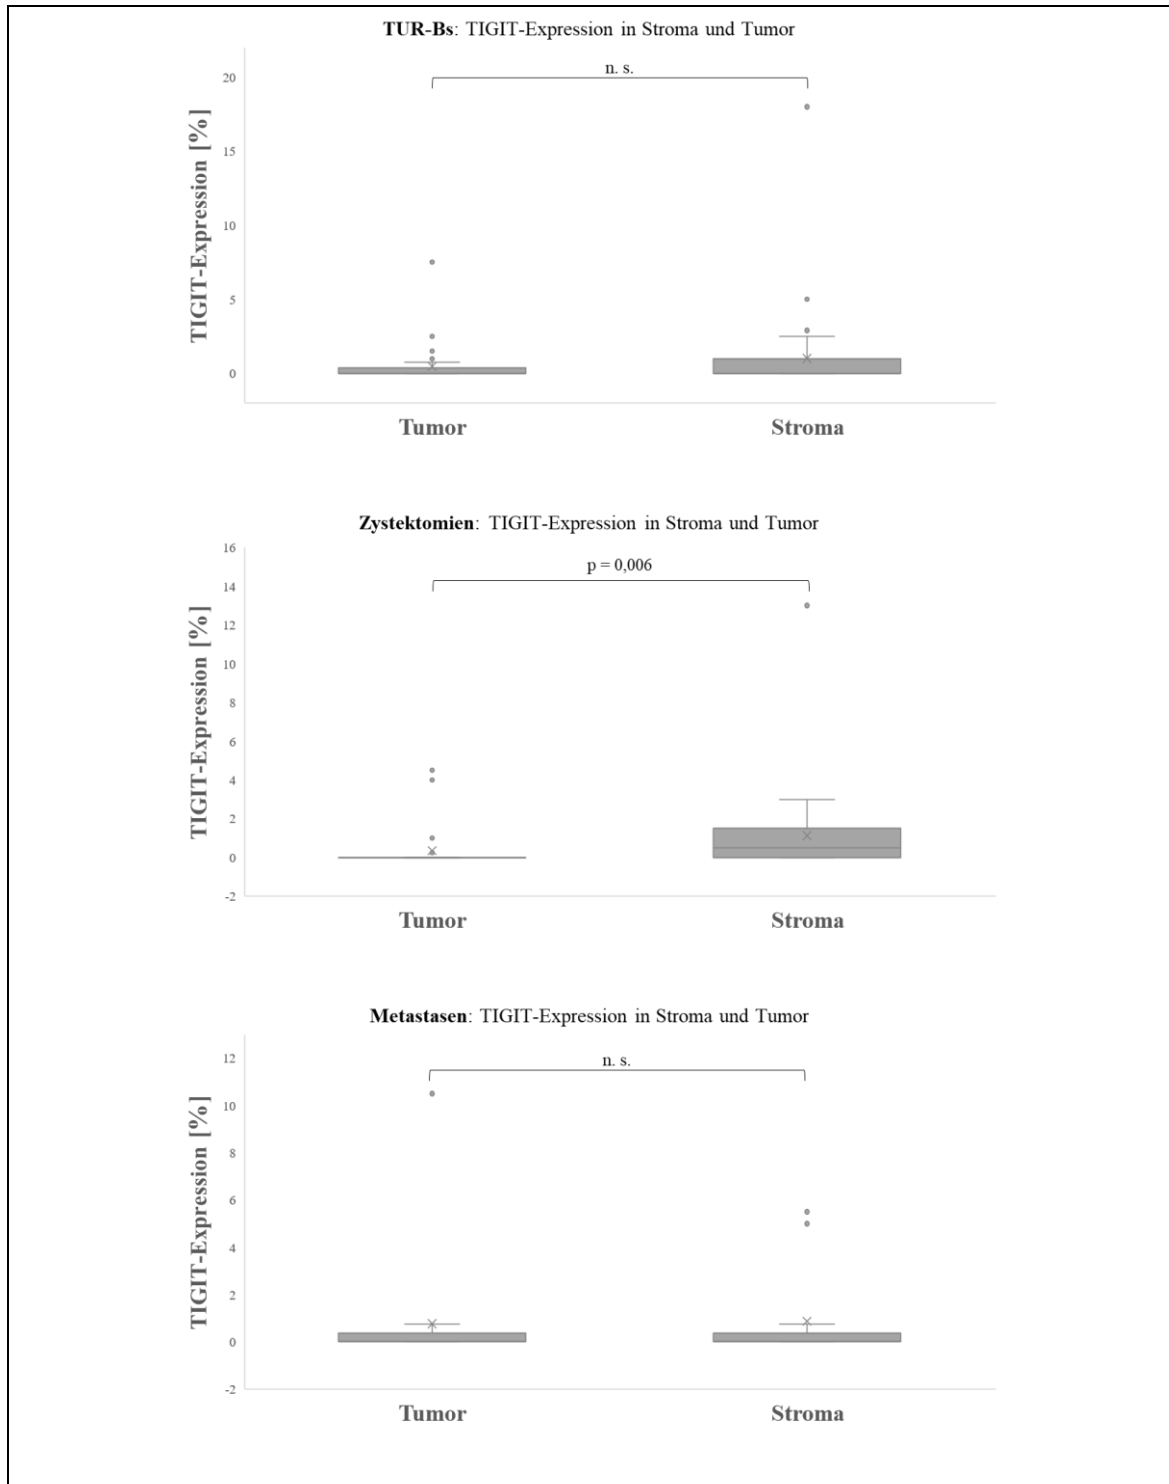 TUR-Bs: TIGIT-Expression in Stroma und Tumor
n. s.
TIGIT-Expression [%]
20
15
10
5
0
Tumor Stroma
Zystektomien: TIGIT-Expression in Stroma und Tumor
p = 0,006
TIGIT-Expression [%]
16
14
12
10
8
6
4
2
0
-2
Tumor Stroma
Metastasen: TIGIT-Expression in Stroma und Tumor
n. s.
TIGIT-Expression [%]
12
10
8
6
4
2
0
-2
Tumor Stroma